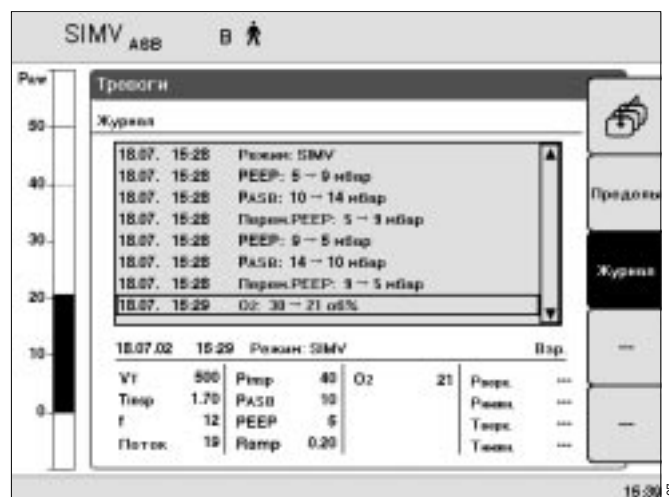 SIMV ASB B
Paw
Тревоги
Журнал
50
40
30
20
10
0
18.07. 15:28 Режим: SIMV
18.07. 15:28 PEEP: 5 → 9 мбар
18.07. 15:28 PASB: 10 → 14 мбар
18.07. 15:28 Перем.PEEP: 5 → 9 мбар
18.07. 15:28 PEEP: 9 → 5 мбар
18.07. 15:28 PASB: 14 → 10 мбар
18.07. 15:28 Перем.PEEP: 9 → 5 мбар
18.07. 15:29 O2: 30 → 21 об%
18.07.02 15:29 Режим: SIMV Взр.
VT 500 Pinsp 40 O2 21 Pверх. ---
Tinsp 1.70 PASB 10 Pнижн. ---
f 12 PEEP 5 Tверх. ---
Поток 19 Ramp 0.20 Tнижн. ---
Пределы
Журнал
---
---
15:30